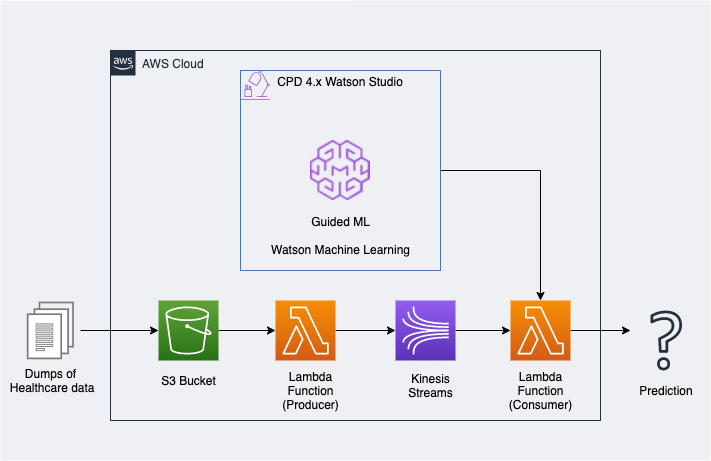 aws
AWS Cloud
CPD 4.x Watson Studio
Guided ML
Watson Machine Learning
Dumps of
Healthcare data
S3 Bucket
Lambda
Function
(Producer)
Kinesis
Streams
Lambda
Function
(Consumer)
?
Prediction